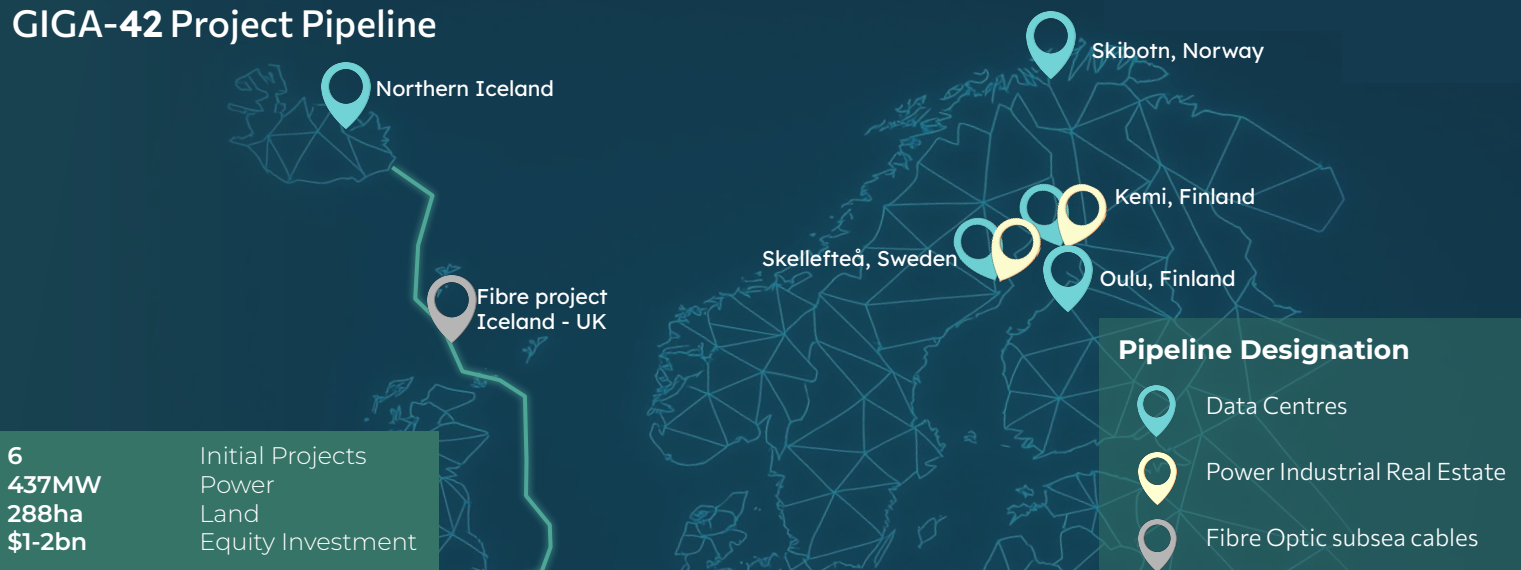 GIGA-42 Project Pipeline
Skibotn, Norway
Northern Iceland
Kemi, Finland
Skellefteå, Sweden
Oulu, Finland
Fibre project
Iceland - UK
Pipeline Designation
Data Centres
Power Industrial Real Estate
Fibre Optic subsea cables
6 Initial Projects
437MW Power
288ha Land
$1-2bn Equity Investment